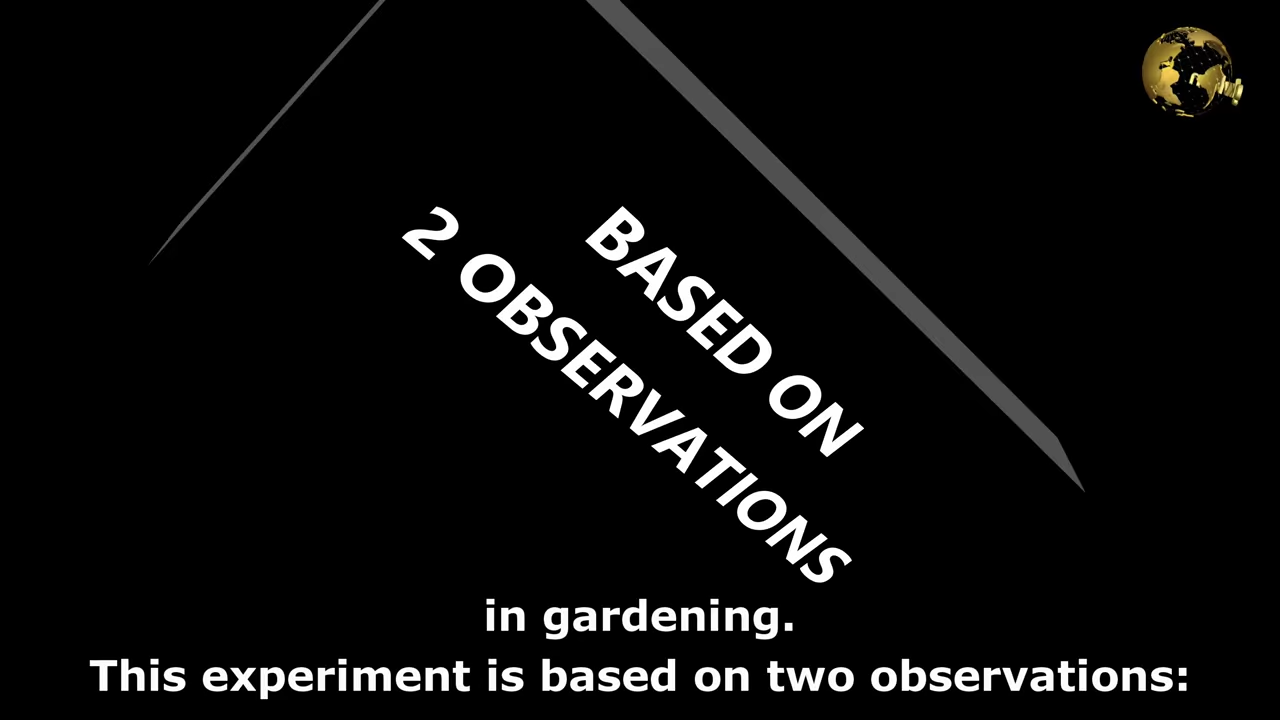 BASED ON
2 OBSERVATIONS
in gardening.
This experiment is based on two observations: